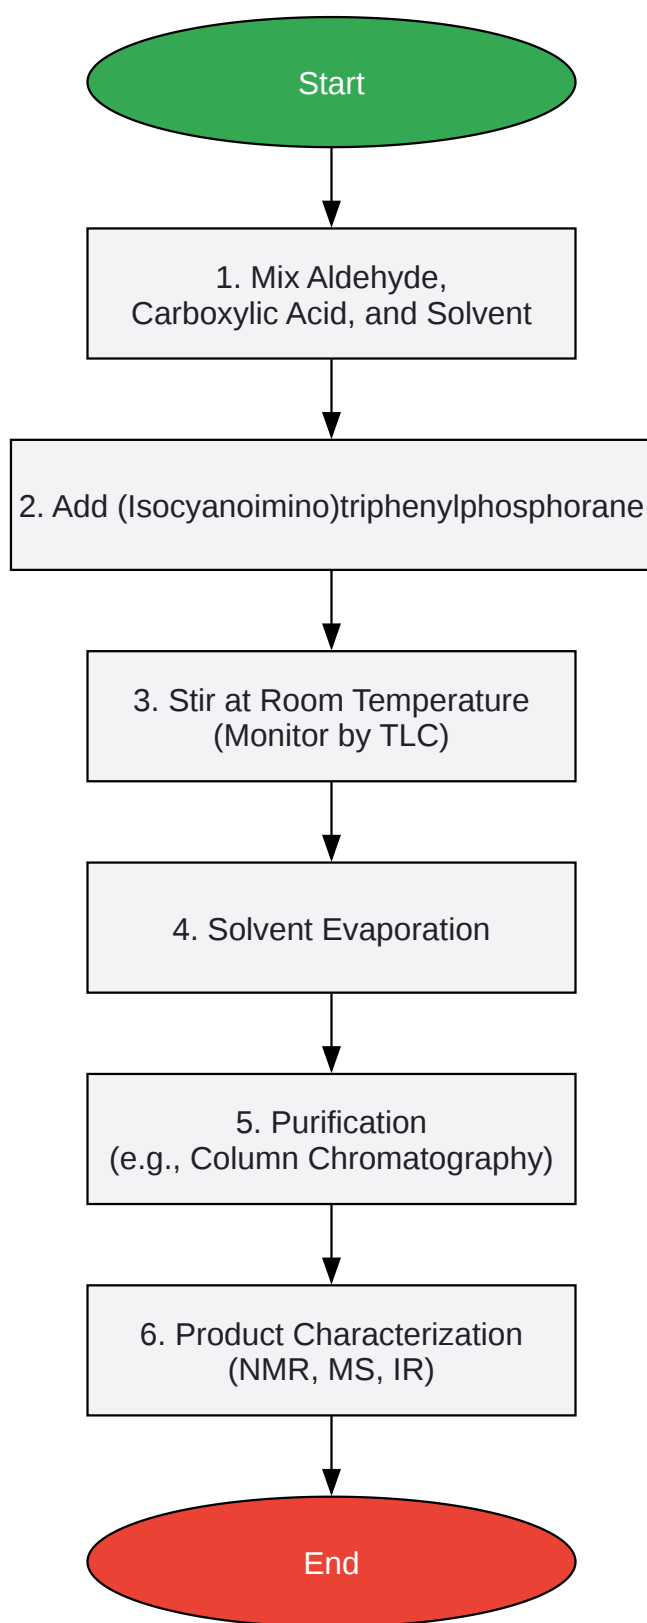 Start
1. Mix Aldehyde,
Carboxylic Acid, and Solvent
2. Add (Isocyanoimino)triphenylphosphorane
3. Stir at Room Temperature
(Monitor by TLC)
4. Solvent Evaporation
5. Purification
(e.g., Column Chromatography)
6. Product Characterization
(NMR, MS, IR)
End